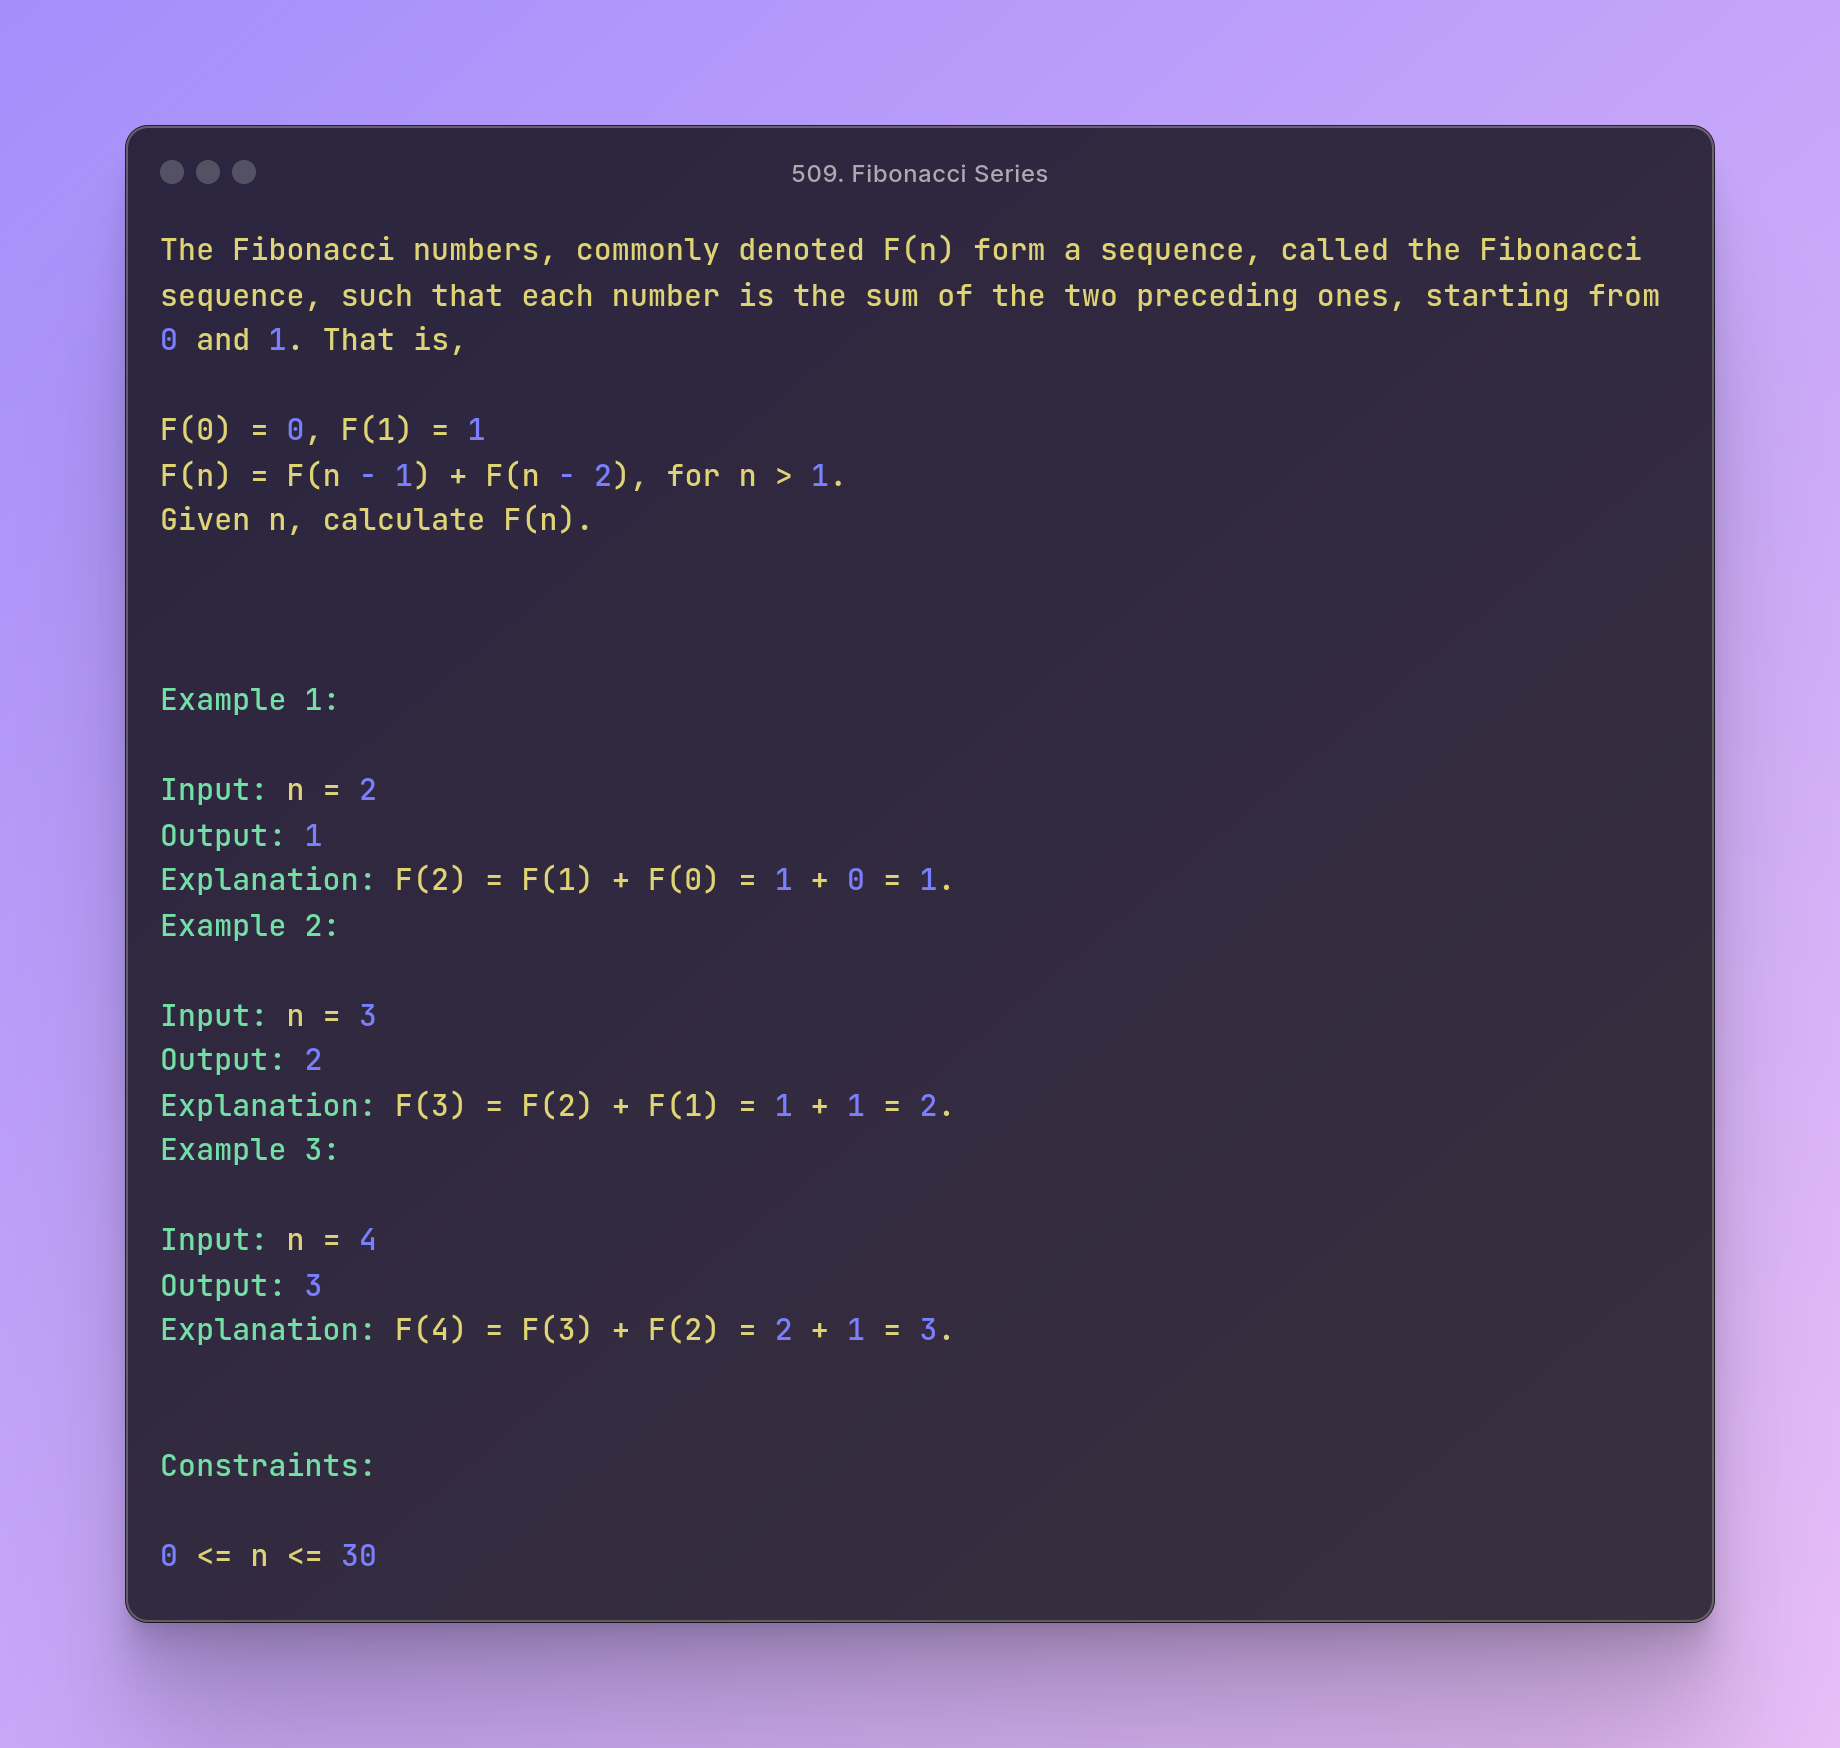 509. Fibonacci Series
The Fibonacci numbers, commonly denoted F(n) form a sequence, called the Fibonacci
sequence, such that each number is the sum of the two preceding ones, starting from
0 and 1. That is,
F(0) = 0, F(1) = 1
F(n) = F(n - 1) + F(n - 2), for n > 1.
Given n, calculate F(n).
Example 1:
Input: n = 2
Output: 1
Explanation: F(2) = F(1) + F(0) = 1 + 0 = 1.
Example 2:
Input: n = 3
Output: 2
Explanation: F(3) = F(2) + F(1) = 1 + 1 = 2.
Example 3:
Input: n = 4
Output: 3
Explanation: F(4) = F(3) + F(2) = 2 + 1 = 3.
Constraints:
0 <= n <= 30